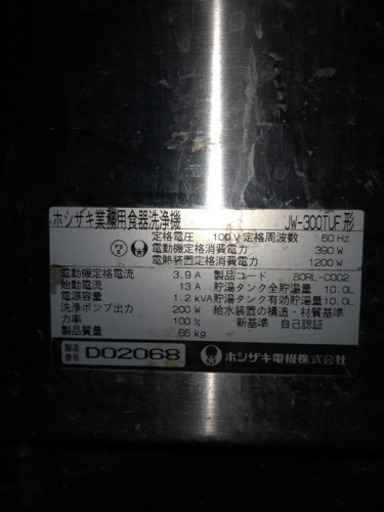 ホシザキ業務用食器洗浄機 JW-300TUF形
定格電圧 100V 定格周波数 60Hz
電動機定格消費電力 390W
電熱装置定格消費電力 1200W
電動機定格電流 3.9A 製品コード 80RL-C002
始動電流 13A 貯湯タンク全貯湯量 10.0L
電源容量 1.2kVA 貯湯タンク有効貯湯量 10.0L
洗浄ポンプ出力 200W 給水装置の構造・材質基準
力率 100% 新基準 自己認証
製品質量 66kg
製造番号 D02068 ホシザキ電機株式会社